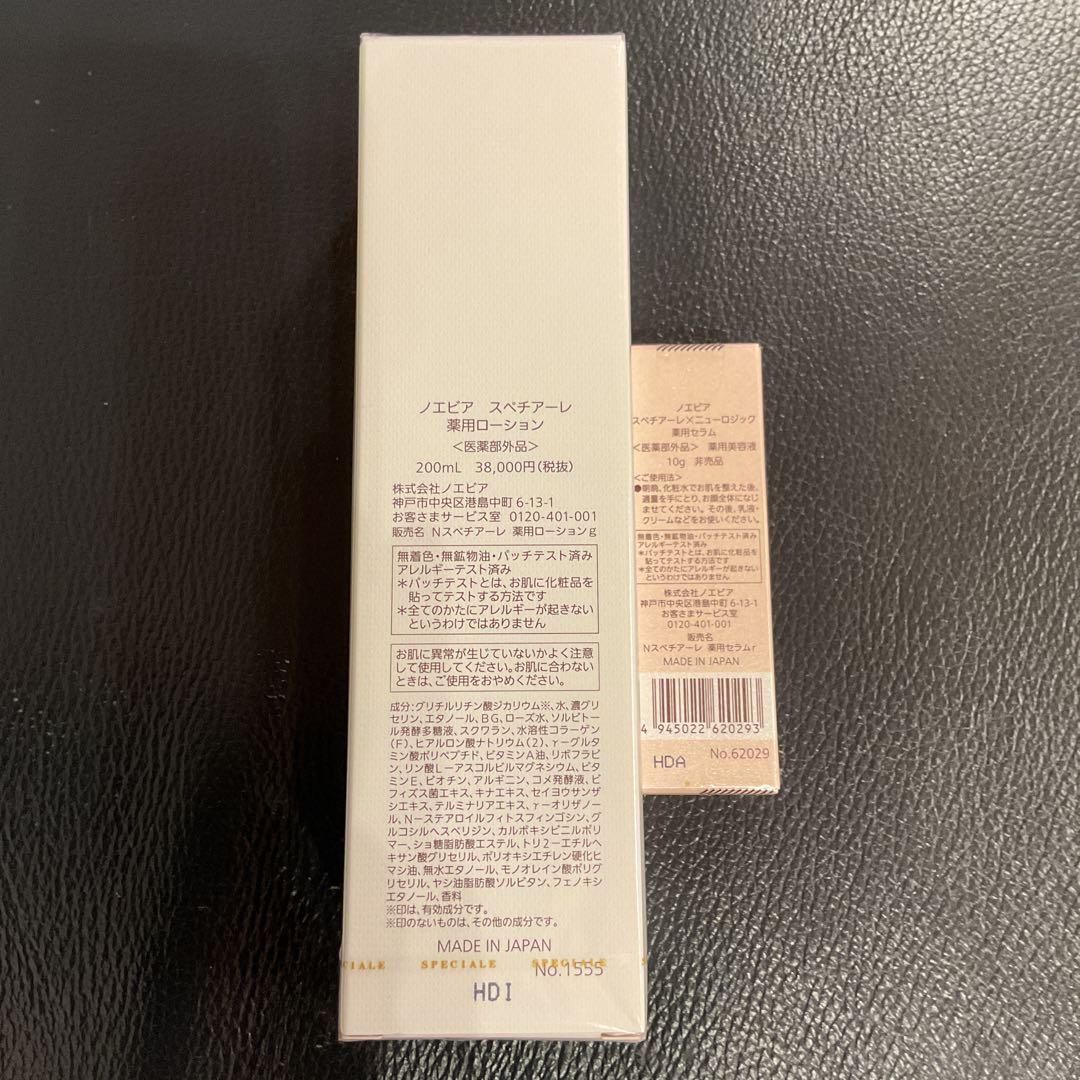 ノエビア スペチアーレ
薬用ローション
<医薬部外品>
200mL 38,000円(税抜)
株式会社ノエビア
神戸市中央区港島中町6-13-1
お客さまサービス室 0120-401-001
販売名 Nスペチアーレ 薬用ローションg
無着色・無鉱物油・パッチテスト済み
アレルギーテスト済み
*パッチテストとは、お肌に化粧品を
貼ってテストする方法です
*全てのかたにアレルギーが起きない
というわけではありません
お肌に異常が生じていないかよく注意
して使用してください。お肌に合わない
ときは、ご使用をおやめください。
成分:グリチルリチン酸ジカリウム※、水、濃グリ
セリン、エタノール、BG、ローズ水、ソルビトー
ル発酵多糖液、スクワラン、水溶性コラーゲン
(F)、ヒアルロン酸ナトリウム(2)、γーグルタ
ミン酸ポリペプチド、ビタミンA油、リボフラビ
ン、リン酸Lーアスコルビルマグネシウム、ビタ
ミンE、ビオチン、アルギニン、コメ発酵液、ビ
フィズス菌エキス、キナエキス、セイヨウサンザ
シエキス、テルミナリアエキス、γーオリザノー
ル、Nーステアロイルフィトスフィンゴシン、グ
ルコシルヘスペリジン、カルボキシビニルポリ
マー、ショ糖脂肪酸エステル、トリ2ーエチルヘ
キサン酸グリセリル、ポリオキシエチレン硬化ヒ
マシ油、無水エタノール、モノオレイン酸ポリグ
リセリル、ヤシ油脂肪酸ソルビタン、フェノキシ
エタノール、香料
※印は、有効成分です。
※印のないものは、その他の成分です。
MADE IN JAPAN
CIALE SPECIALE SPECIALE S
No.1555
HDI
ノエビア
スペチアーレ×ニューロジック
薬用セラム
<医薬部外品> 薬用美容液
10g 非売品
<ご使用法>
●朝晩、化粧水でお肌を整えた後、
適量を手にとり、お顔全体になじ
ませてください。その後、乳液・
クリームなどをお使いください。
無着色・無鉱物油・パッチテスト済み
アレルギーテスト済み
*パッチテストとは、お肌に化粧品を
貼ってテストする方法です
*全てのかたにアレルギーが起きない
というわけではありません
株式会社ノエビア
神戸市中央区港島中町6-13-1
お客さまサービス室
0120-401-001
販売名
Nスペチアーレ 薬用セラムr
MADE IN JAPAN
4 945022 620293
No.62029
HDA